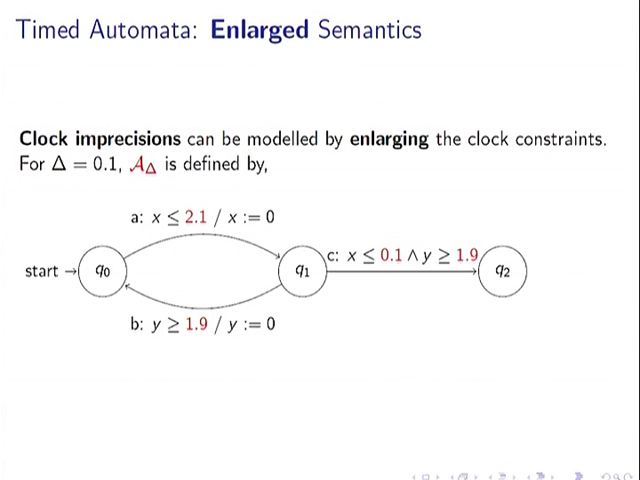 Timed Automata: Enlarged Semantics
Clock imprecisions can be modelled by enlarging the clock constraints.
For Δ = 0.1, 𝒜_Δ is defined by,
a: x ≤ 2.1 / x := 0
start → q₀
q₁
c: x ≤ 0.1 ∧ y ≥ 1.9
q₂
b: y ≥ 1.9 / y := 0